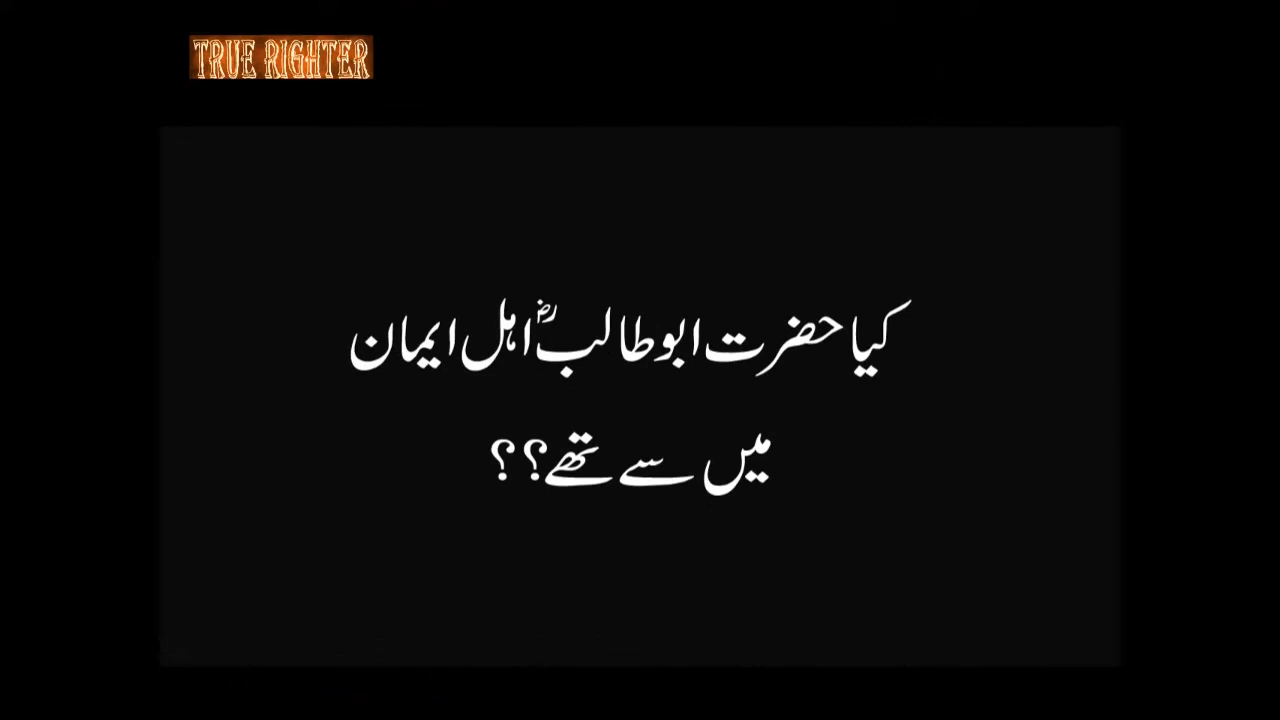 TRUE RIGHTER
کیا حضرت ابو طالبؓ اہل ایمان
میں سے تھے؟؟